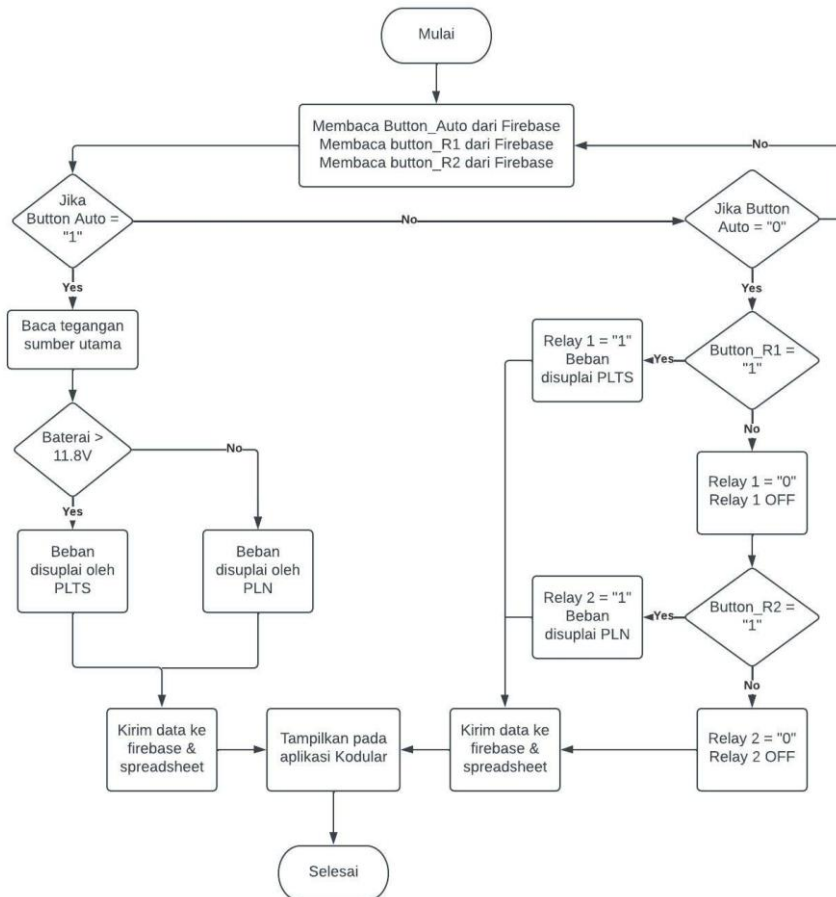 Mulai
Membaca Button_Auto dari Firebase
Membaca button_R1 dari Firebase
Membaca button_R2 dari Firebase
No
Jika
Button Auto =
"1"
No
Jika Button
Auto = "0"
Yes
Yes
Baca tegangan
sumber utama
Relay 1 = "1"
Beban
disuplai PLTS
Yes
Button_R1 =
"1"
Baterai >
11.8V
No
No
Yes
Relay 1 = "0"
Relay 1 OFF
Beban
disuplai oleh
PLTS
Beban
disuplai oleh
PLN
Relay 2 = "1"
Beban
disuplai PLN
Yes
Button_R2 =
"1"
No
Kirim data ke
firebase &
spreadsheet
Tampilkan pada
aplikasi Kodular
Kirim data ke
firebase &
spreadsheet
Relay 2 = "0"
Relay 2 OFF
Selesai